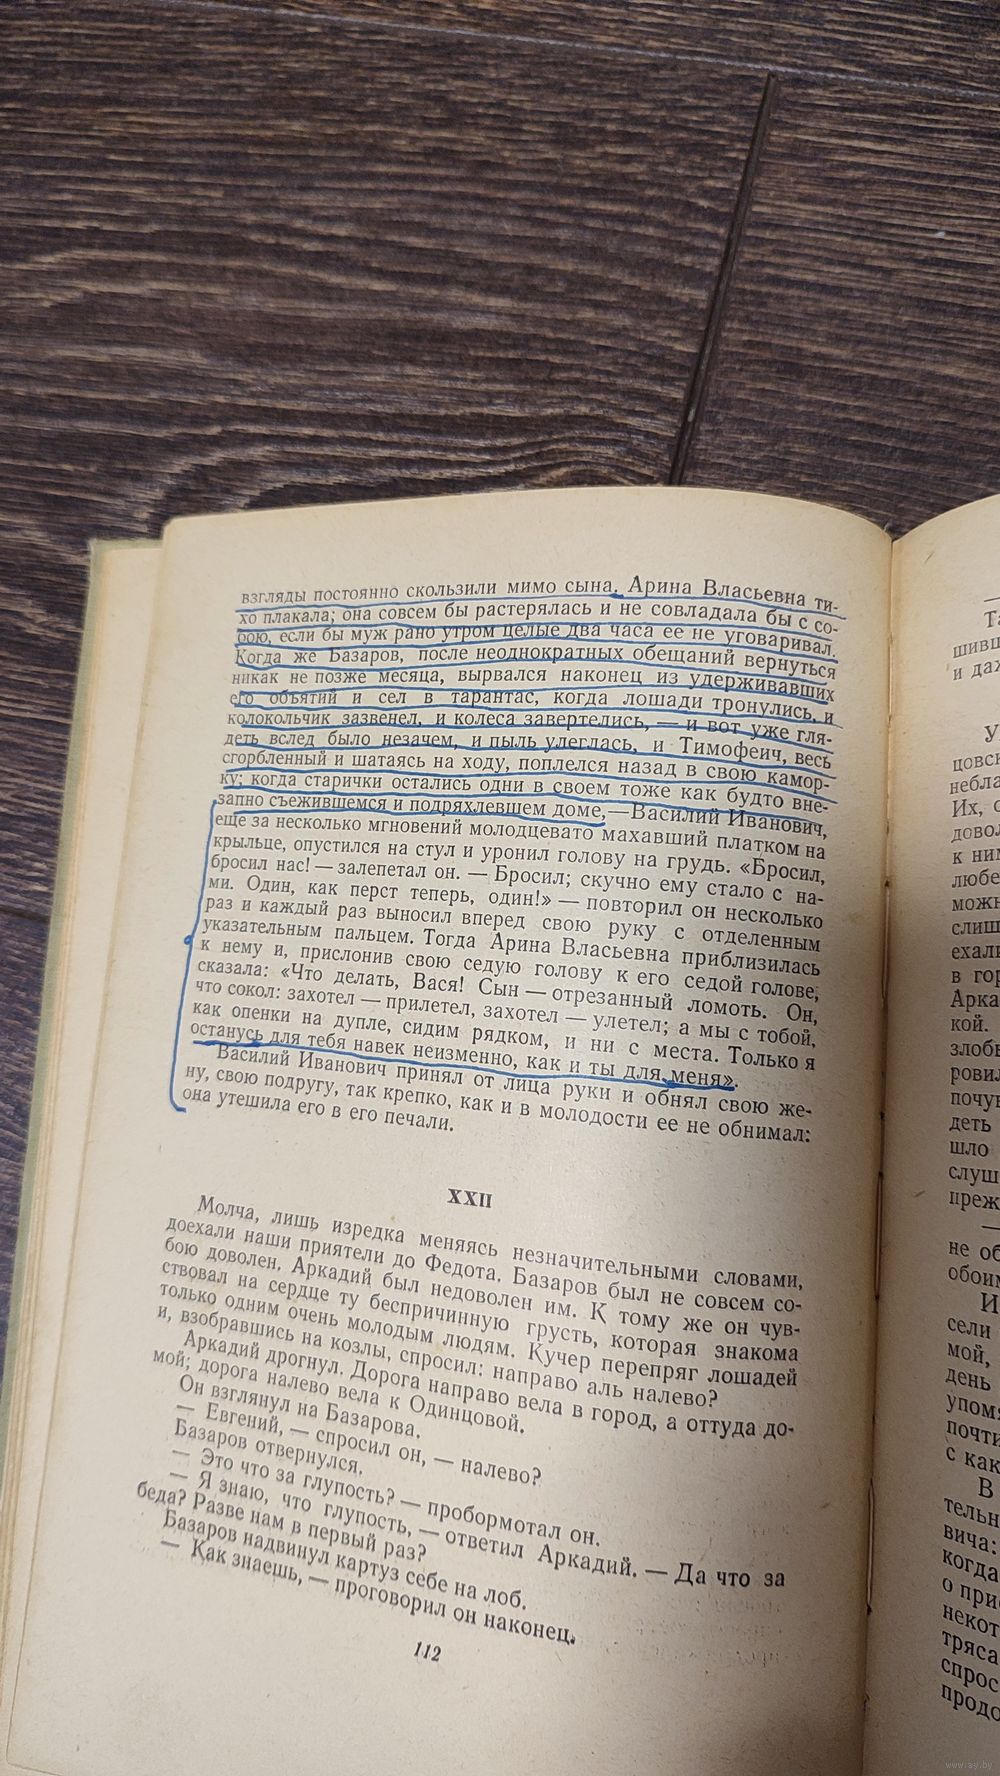 взгляды постоянно скользили мимо сына. Арина Власьевна ти-
хо плакала; она совсем бы растерялась и не совладала бы с со-
бою, если бы муж рано утром целые два часа ее не уговаривал.
Когда же Базаров, после неоднократных обещаний вернуться
никак не позже месяца, вырвался наконец из удерживавших
его объятий и сел в тарантас, когда лошади тронулись, и
колокольчик зазвенел, и колеса завертелись, — и вот уже гля-
деть вслед было незачем, и пыль улеглась, и Тимофеич, весь
сгорбленный и шатаясь на ходу, поплелся назад в свою камор-
ку; когда старички остались одни в своем тоже как будто вне-
запно съежившемся и подряхлевшем доме,—Василий Иванович,
еще за несколько мгновений молодцевато махавший платком на
крыльце, опустился на стул и уронил голову на грудь. «Бросил,
бросил нас! — залепетал он. — Бросил; скучно ему стало с на-
ми. Один, как перст теперь, один!» — повторил он несколько
раз и каждый раз выносил вперед свою руку с отделенным
указательным пальцем. Тогда Арина Власьевна приблизилась
к нему и, прислонив свою седую голову к его седой голове,
сказала: «Что делать, Вася! Сын — отрезанный ломоть. Он,
что сокол: захотел — прилетел, захотел — улетел; а мы с тобой,
как опенки на дупле, сидим рядком, и ни с места. Только я
останусь для тебя навек неизменно, как и ты для меня».
Василий Иванович принял от лица руки и обнял свою же-
ну, свою подругу, так крепко, как и в молодости ее не обнимал:
она утешила его в его печали.
XXII
Молча, лишь изредка меняясь незначительными словами,
доехали наши приятели до Федота. Базаров был не совсем со-
бою доволен. Аркадий был недоволен им. К тому же он чув-
ствовал на сердце ту беспричинную грусть, которая знакома
только одним очень молодым людям. Кучер перепряг лошадей
и, взобравшись на козлы, спросил: направо аль налево?
Аркадий дрогнул. Дорога направо вела в город, а оттуда до-
мой; дорога налево вела к Одинцовой.
Он взглянул на Базарова.
— Евгений, — спросил он, — налево?
Базаров отвернулся.
— Это что за глупость? — пробормотал он.
— Я знаю, что глупость, — ответил Аркадий. — Да что за
беда? Разве нам в первый раз?
Базаров надвинул картуз себе на лоб.
— Как знаешь, — проговорил он наконец.
112
и
В
www.ay.by